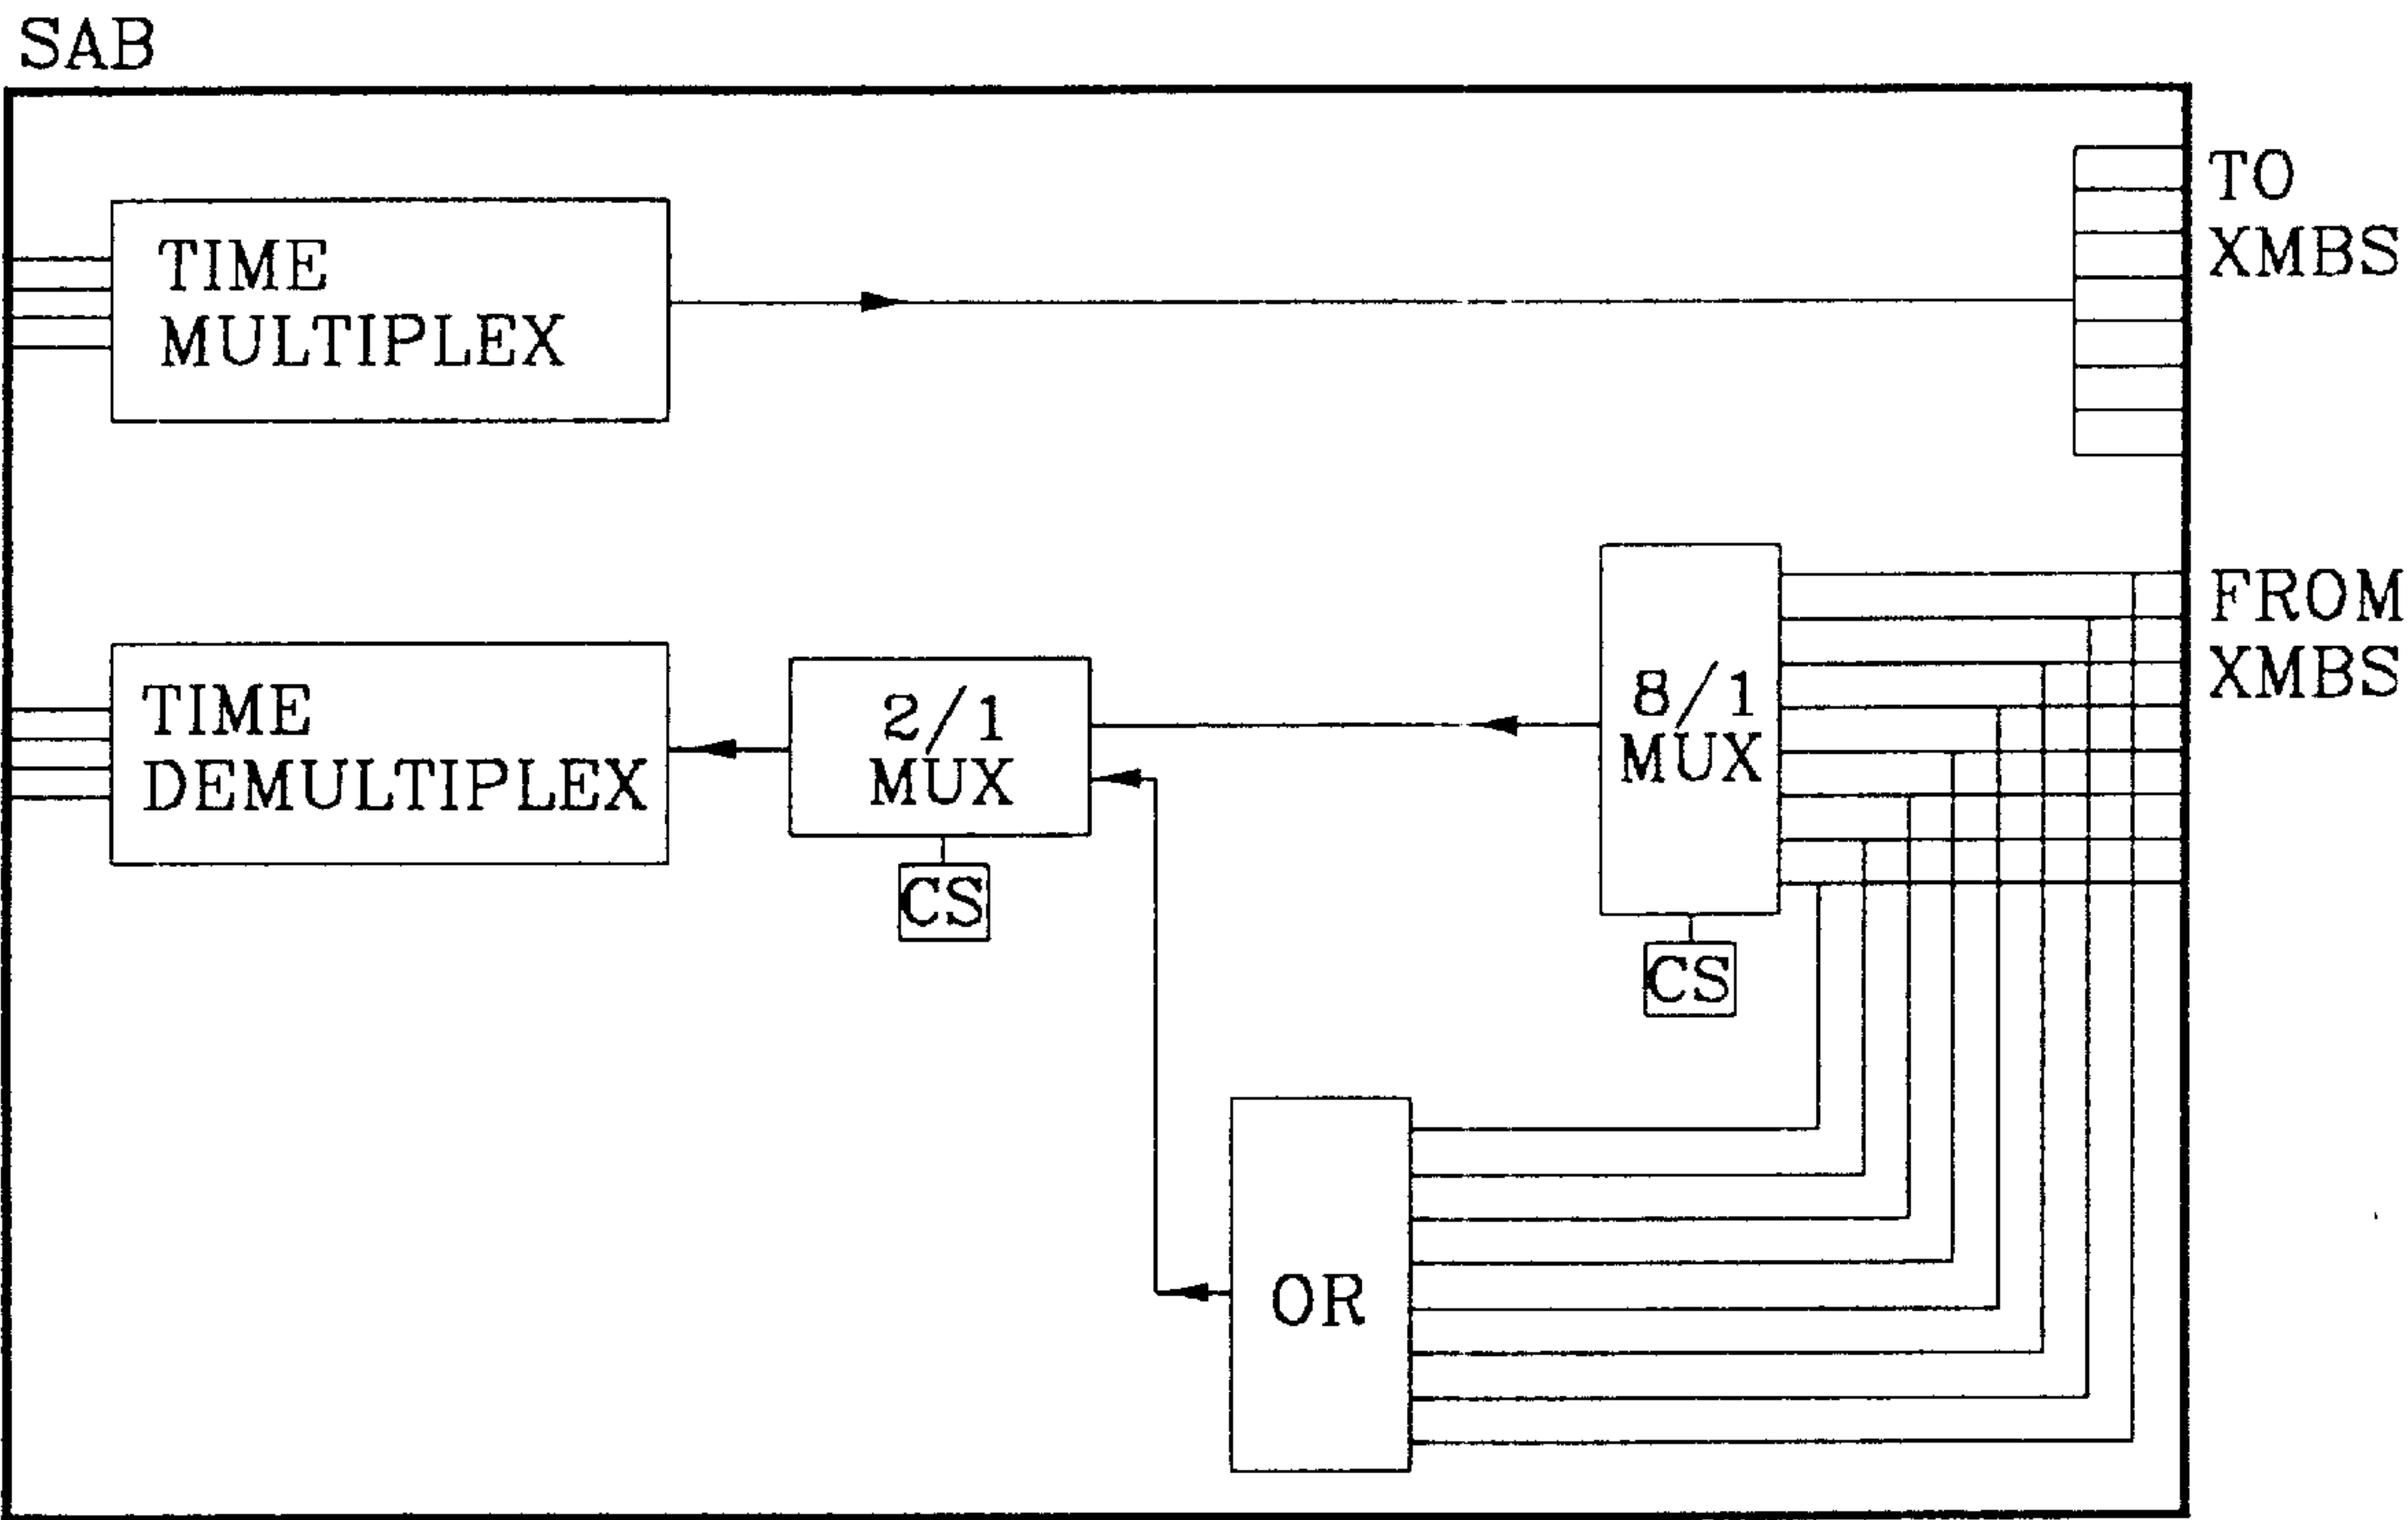 SAB
TIME
MULTIPLEX
TO
XMBS
FROM
XMBS
TIME
DEMULTIPLEX
2/1
MUX
CS
8/1
MUX
CS
OR